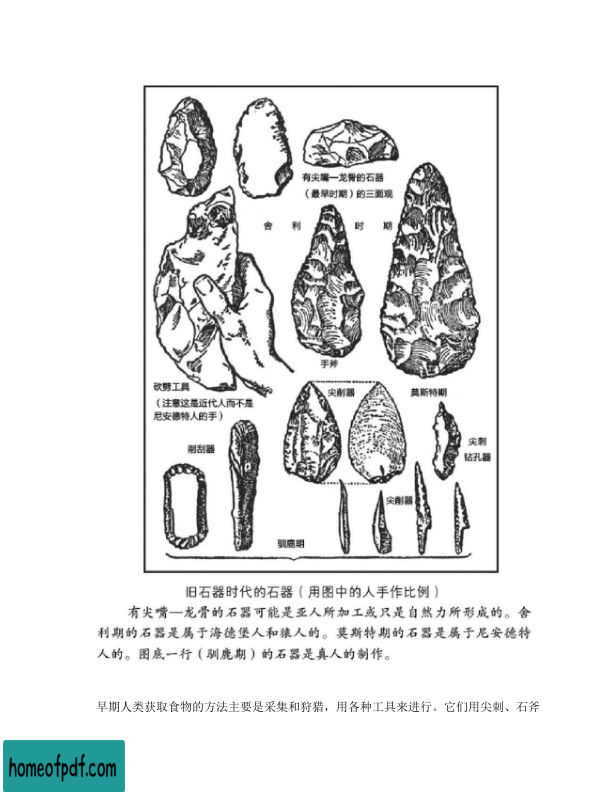 有尖嘴—龙骨的石器
(最早时期)的三面观
舍利时期
手斧
砍劈工具
(注意这是近代人而不是
尼安德特人的手)
尖削器
莫斯特期
削刮器
尖刺
钻孔器
尖削器
驯鹿期
旧石器时代的石器(用图中的人手作比例)
有尖嘴—龙骨的石器可能是亚人所加工或只是自然力所形成的。舍
利期的石器是属于海德堡人和猿人的。莫斯特期的石器是属于尼安德特
人的。图底一行(驯鹿期)的石器是真人的制作。
早期人类获取食物的方法主要是采集和狩猎，用各种工具来进行。它们用尖刺、石斧
homeofpdf.com